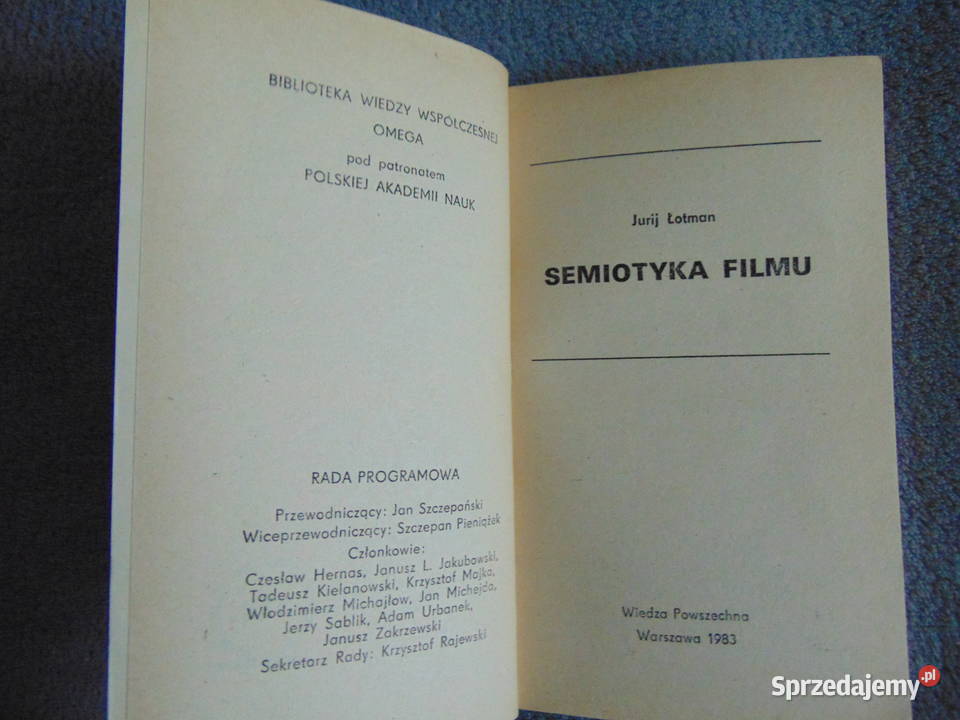 BIBLIOTEKA WIEDZY WSPÓŁCZESNEJ
OMEGA
pod patronatem
POLSKIEJ AKADEMII NAUK
RADA PROGRAMOWA
Przewodniczący: Jan Szczepański
Wiceprzewodniczący: Szczepan Pieniążek
Członkowie:
Czesław Hernas, Janusz L. Jakubowski,
Tadeusz Kielanowski, Krzysztof Majka,
Włodzimierz Michajłow, Jan Michejda,
Jerzy Sablik, Adam Urbanek,
Janusz Zakrzewski
Sekretarz Rady: Krzysztof Rajewski
Jurij Łotman
SEMIOTYKA FILMU
Wiedza Powszechna
Warszawa 1983
Sprzedajemy.pl